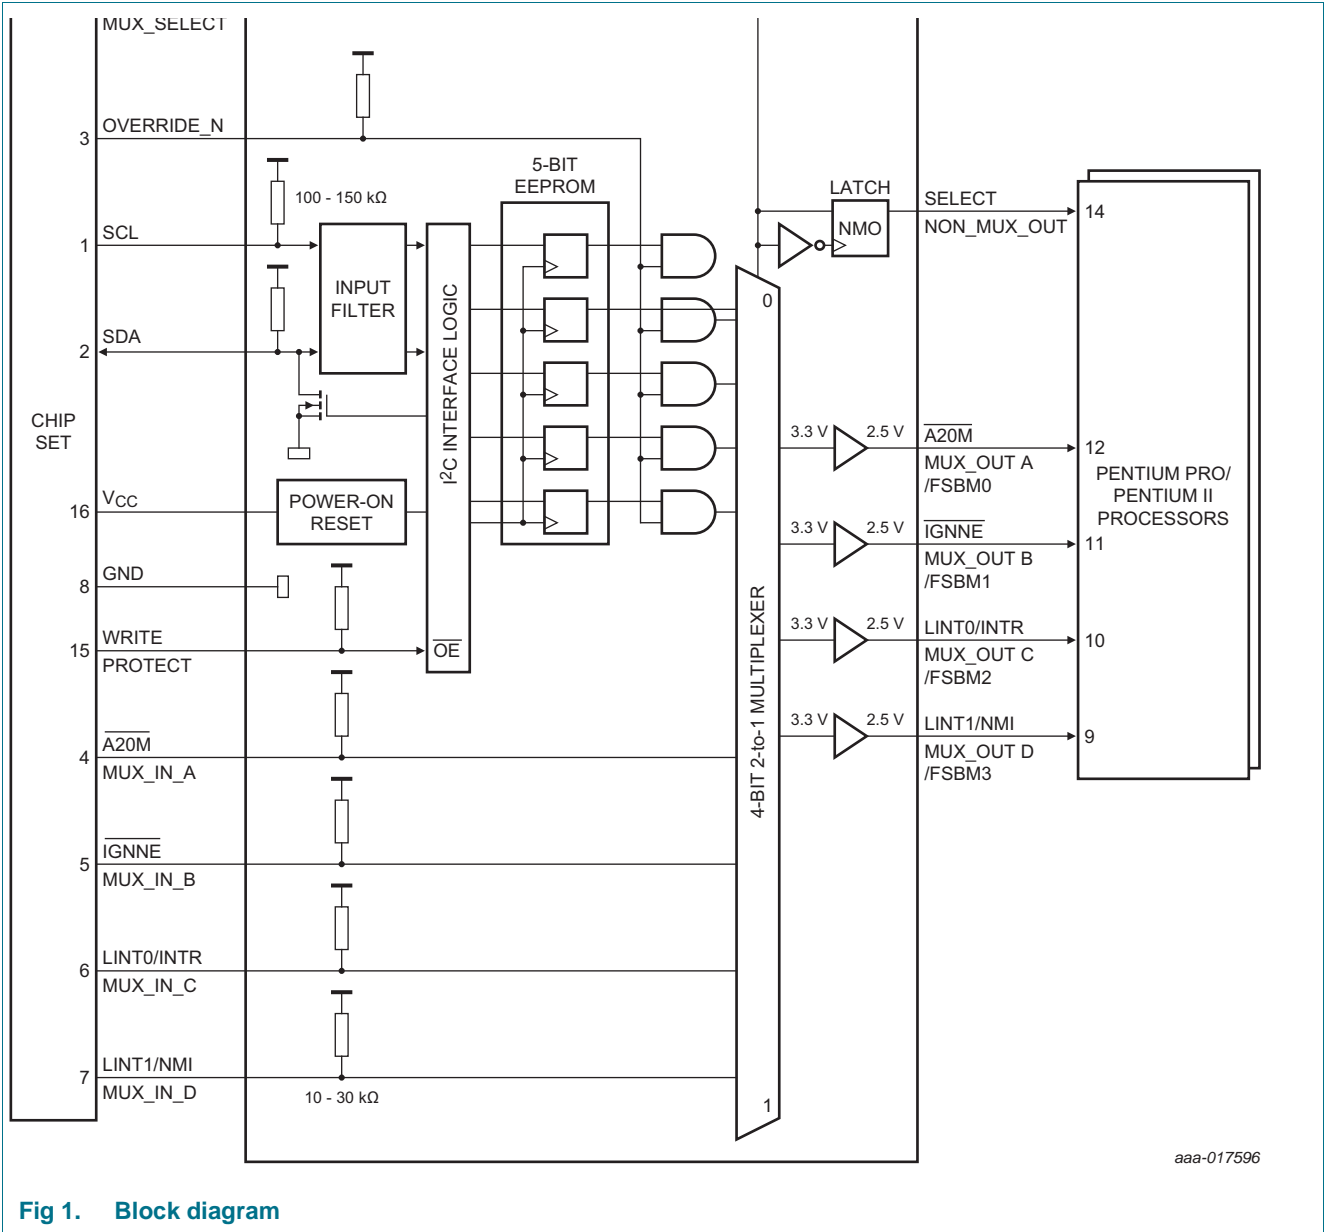 MUX_SELECT
3
OVERRIDE_N
100 - 150 kΩ
1
SCL
2
SDA
INPUT
FILTER
I2C INTERFACE LOGIC
5-BIT
EEPROM
LATCH
NMO
SELECT
NON_MUX_OUT
14
0
CHIP
SET
16
VCC
POWER-ON
RESET
8
GND
15
WRITE
PROTECT
OE
4
A20M
MUX_IN_A
5
IGNNE
MUX_IN_B
6
LINT0/INTR
MUX_IN_C
7
LINT1/NMI
MUX_IN_D
10 - 30 kΩ
4-BIT 2-to-1 MULTIPLEXER
1
3.3 V
2.5 V
A20M
MUX_OUT A
/FSBM0
12
3.3 V
2.5 V
IGNNE
MUX_OUT B
/FSBM1
11
3.3 V
2.5 V
LINT0/INTR
MUX_OUT C
/FSBM2
10
3.3 V
2.5 V
LINT1/NMI
MUX_OUT D
/FSBM3
9
PENTIUM PRO/
PENTIUM II
PROCESSORS
aaa-017596
Fig 1. Block diagram